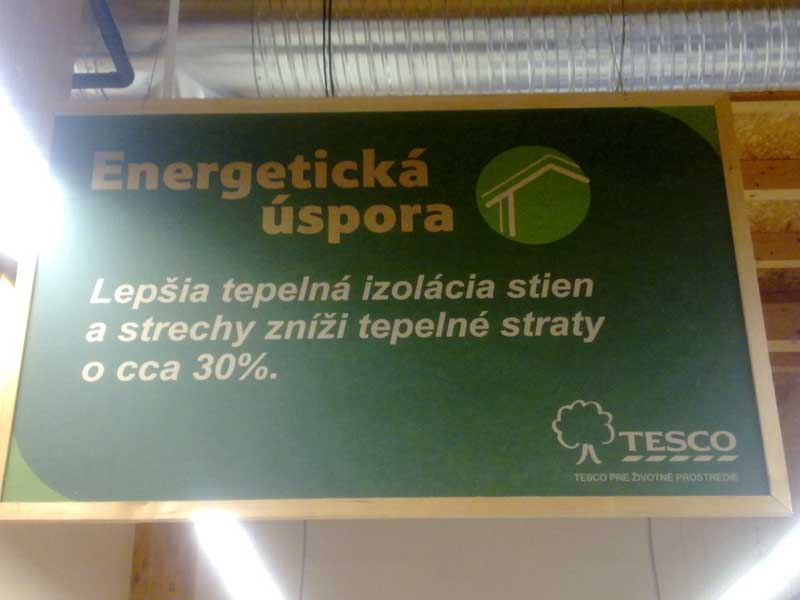 Energetická
úspora
Lepšia tepelná izolácia stien
a strechy zníži tepelné straty
o cca 30%.
TESCO
TESCO PRE ŽIVOTNÉ PROSTREDIE